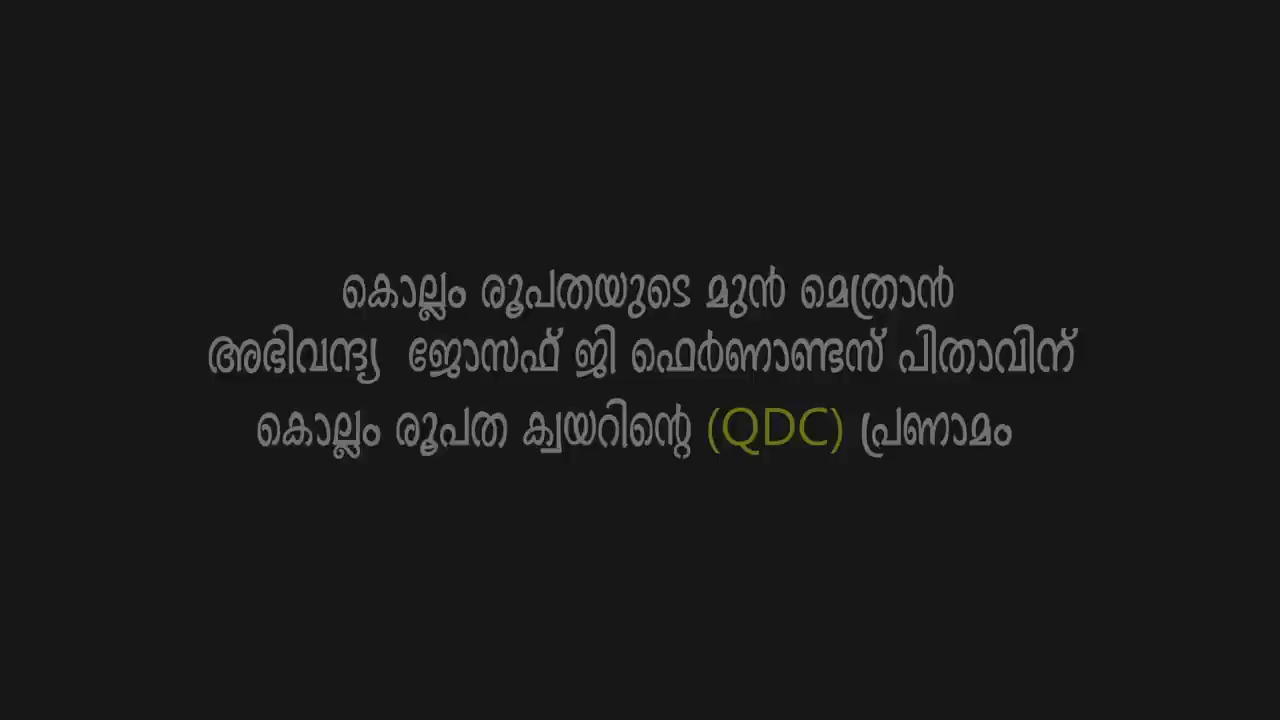 കൊല്ലം രൂപതയുടെ മുൻ മെത്രാൻ
അഭിവന്ദ്യ ജോസഫ് ജി ഫെർണാണ്ടസ് പിതാവിന്
കൊല്ലം രൂപത ക്വയറിന്റെ (QDC) പ്രണാമം